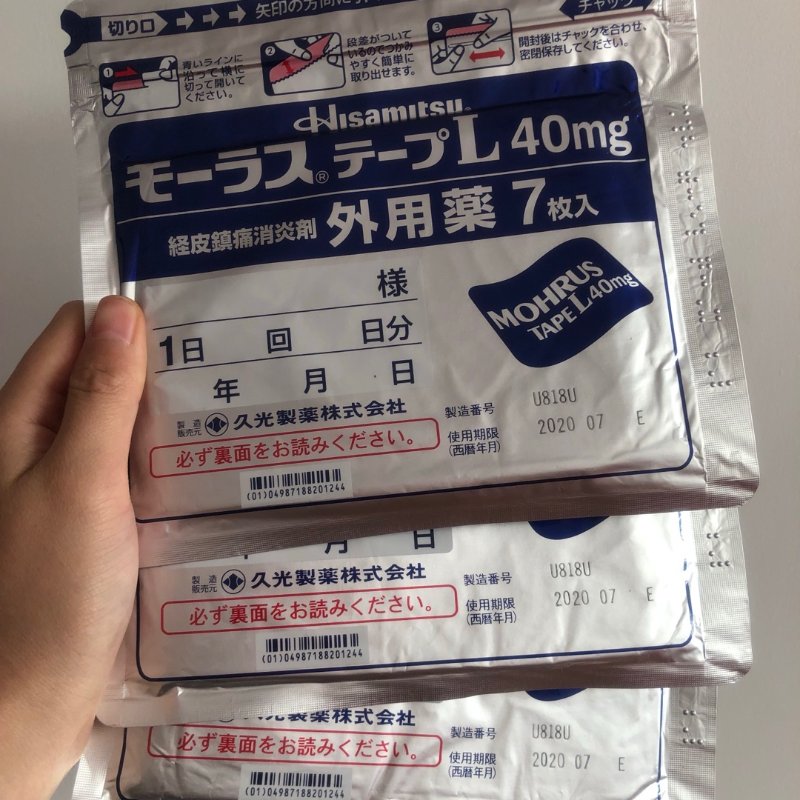 切り口
矢印の方向に
チャック
1
青いラインに
沿って横に
切って開いて
ください。
2
段差がついて
いるのでつかみ
やすく簡単に
取り出せます。
3
開封後はチャックを合わせ、
密閉保存してください。
Hisamitsu®
モーラス®テープL 40mg
経皮鎮痛消炎剤 外用薬 7枚入
様
1日 回 日分
年 月 日
MOHRUS
TAPE L 40mg
製造
販売元 久光製薬株式会社
必ず裏面をお読みください。
(01)04987188201244
製造番号 U818U
使用期限 2020 07 E
(西暦年月)
月 日
製造
販売元 久光製薬株式会社
必ず裏面をお読みください。
(01)04987188201244
製造番号 U818U
使用期限 2020 07 E
(西暦年月)
久光製薬株式会社
必ず裏面をお読みください。
(01)04987188201244
製造番号 U818U
使用期限 2020 07 E
(西暦年月)